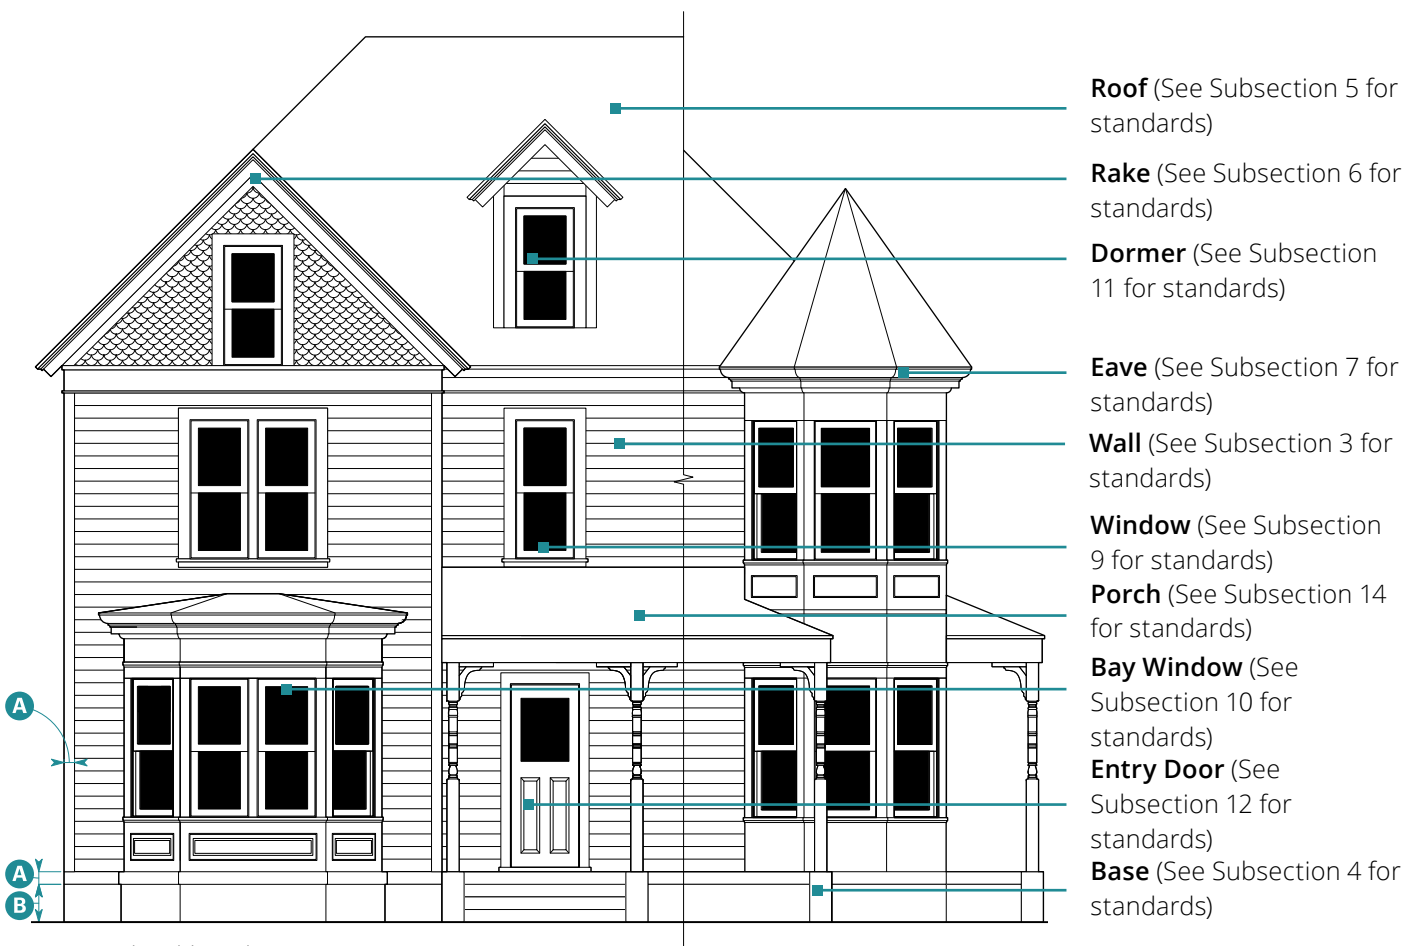 Roof (See Subsection 5 for
standards)
Rake (See Subsection 6 for
standards)
Dormer (See Subsection
11 for standards)
Eave (See Subsection 7 for
standards)
Wall (See Subsection 3 for
standards)
Window (See Subsection
9 for standards)
Porch (See Subsection 14
for standards)
Bay Window (See
Subsection 10 for
standards)
Entry Door (See
Subsection 12 for
standards)
Base (See Subsection 4 for
standards)
A
A
B